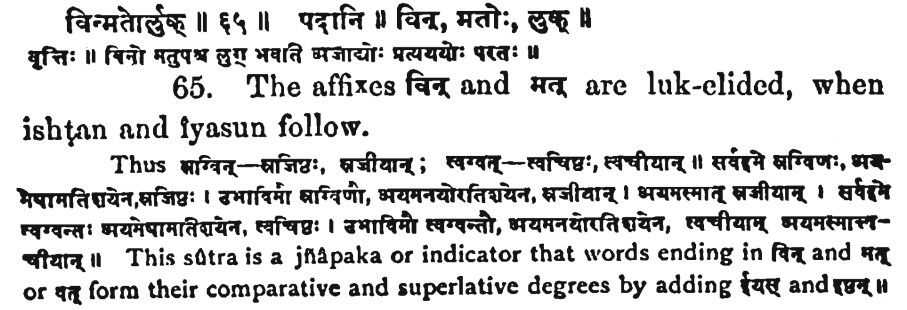 विन्मतोर्लुक् ॥ ६५ ॥ पदानि ॥ विन्, मतोः, लुक् ॥
वृत्तिः ॥ विनो मतुपश्च लुग् भवति अजाद्योः प्रत्यययोः परतः ॥
65. The affixes विन् and मत् are luk-elided, when
ishṭan and îyasun follow.
Thus स्रग्विन्—स्रजिष्ठः, स्रजीयान्; त्वग्वत्—त्वचिष्ठः, त्वचीयान् ॥ सर्वइमे स्रग्विणः, अय-
मेषामतिशयेन, स्रजिष्ठः । उभाविमौ स्रग्विणौ, अयमनयोरतिशयेन, स्रजीयान् । अयमस्मात् स्रजीयान् । सर्वइमे
त्वग्वन्तः अयमेषामतिशयेन, त्वचिष्ठः । उभाविमौ त्वग्वन्तौ, अयमनयोरतिशयेन, त्वचीयान् अयमस्मात्त्व-
चीयान् ॥ This sûtra is a jñâpaka or indicator that words ending in विन् and मत्
or वत् form their comparative and superlative degrees by adding ईयस् and इष्ठन् ॥